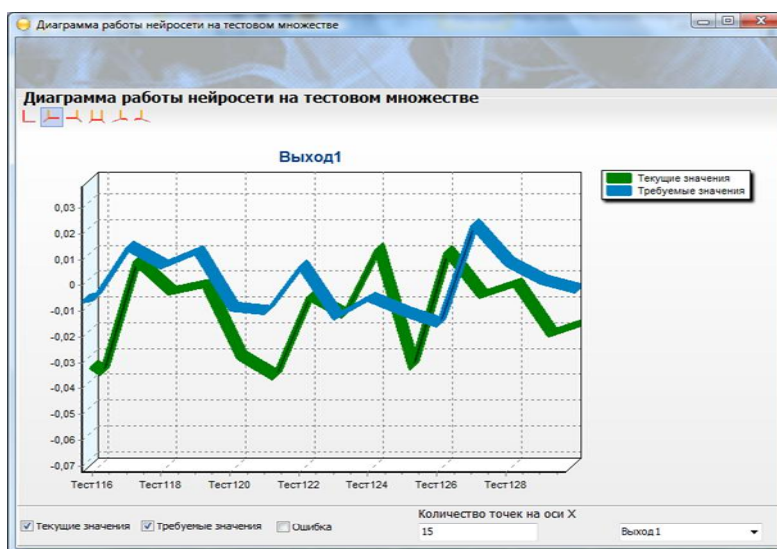 Диаграмма работы нейросети на тестовом множестве
Диаграмма работы нейросети на тестовом множестве
Выход1
Текущие значения
Требуемые значения
0,03
0,02
0,01
0
-0,01
-0,02
-0,03
-0,04
-0,05
-0,06
-0,07
Тест116 Тест118 Тест120 Тест122 Тест124 Тест126 Тест128
Количество точек на оси X
Текущие значения Требуемые значения Ошибка 15 Выход1